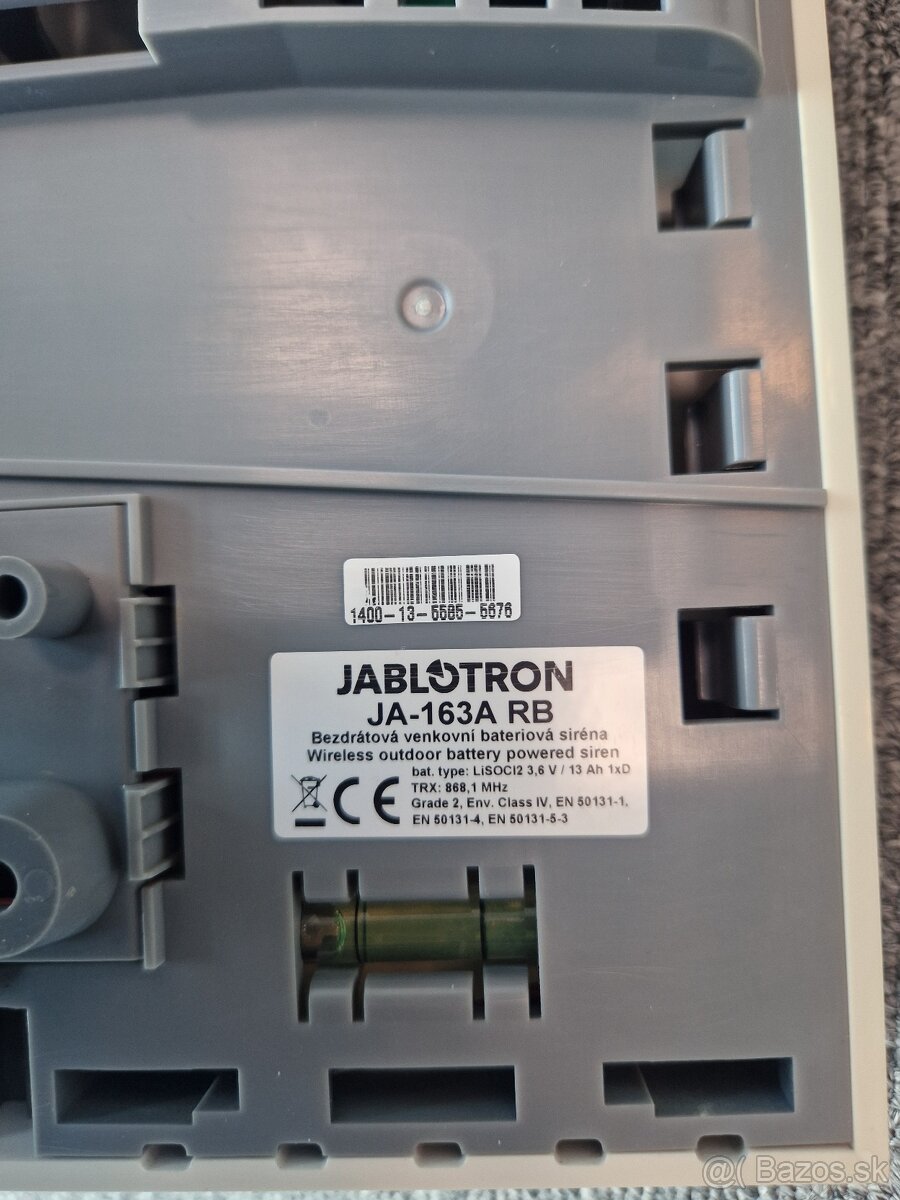 1400-13-5585-5676
JABLOTRON
JA-163A RB
Bezdrátová venkovní bateriová siréna
Wireless outdoor battery powered siren
bat. type: LiSOCl2 3,6 V / 13 Ah 1xD
TRX: 868,1 MHz
CE
Grade 2, Env. Class IV, EN 50131-1,
EN 50131-4, EN 50131-5-3
@( Bazos.sk